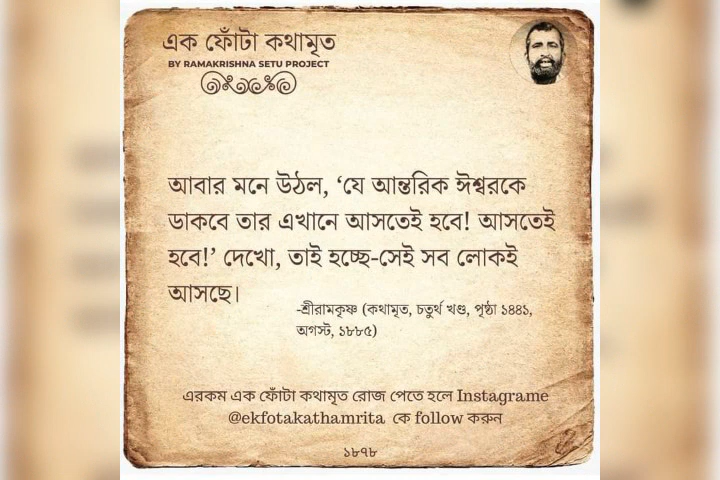 এক ফোঁটা কথামৃত
BY RAMAKRISHNA SETU PROJECT
আবার মনে উঠল, ‘যে আন্তরিক ঈশ্বরকে
ডাকবে তার এখানে আসতেই হবে! আসতেই
হবে!’ দেখো, তাই হচ্ছে-সেই সব লোকই
আসছে।
-শ্রীরামকৃষ্ণ (কথামৃত, চতুর্থ খণ্ড, পৃষ্ঠা ১৪৪১,
অগস্ট, ১৮৮৫)
এরকম এক ফোঁটা কথামৃত রোজ পেতে হলে Instagrame
@ekfotakathamrita কে follow করুন
১৮৭৮